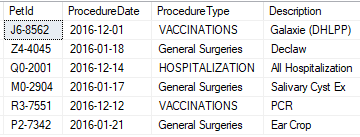 PetId ProcedureDate ProcedureType Description
J6-8562 2016-12-01 VACCINATIONS Galaxie (DHLPP)
Z4-4045 2016-01-18 General Surgeries Declaw
Q0-2001 2016-12-14 HOSPITALIZATION All Hospitalization
M0-2904 2016-01-17 General Surgeries Salivary Cyst Ex
R3-7551 2016-12-12 VACCINATIONS PCR
P2-7342 2016-01-21 General Surgeries Ear Crop